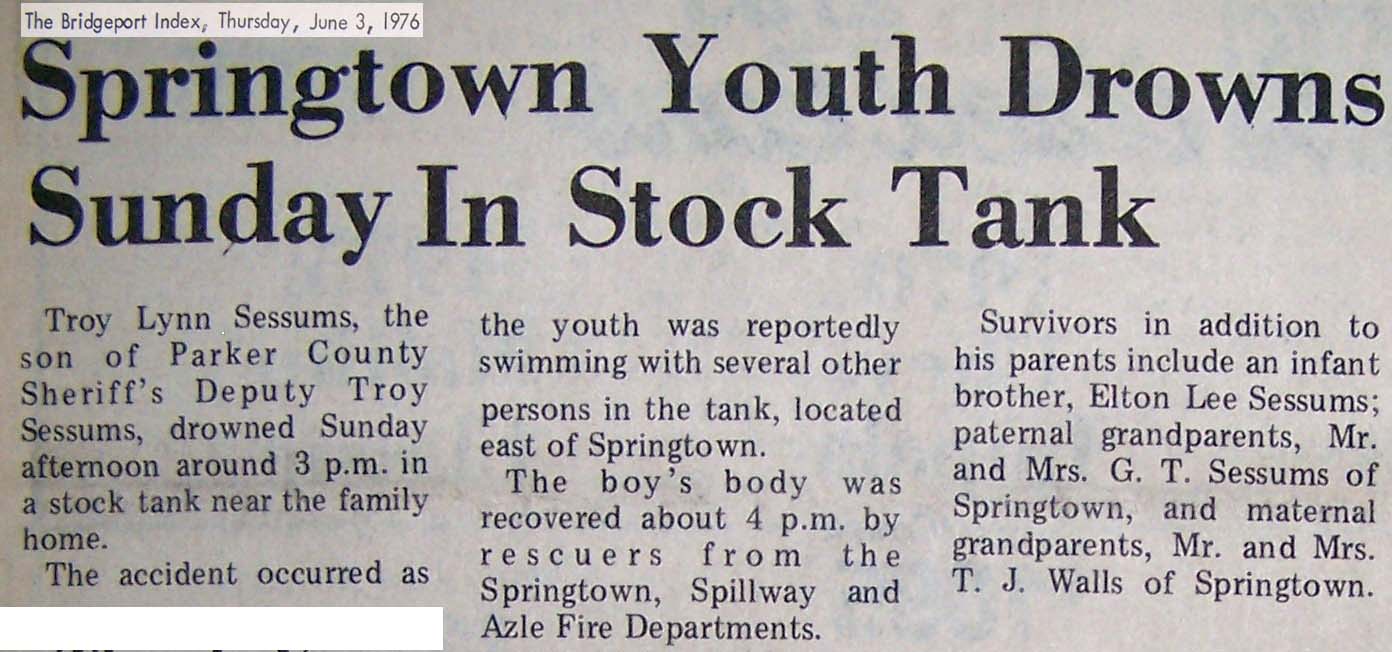 The Bridgeport Index, Thursday, June 3, 1976
Springtown Youth Drowns
Sunday In Stock Tank
Troy Lynn Sessums, the
son of Parker County
Sheriff's Deputy Troy
Sessums, drowned Sunday
afternoon around 3 p.m. in
a stock tank near the family
home.
The accident occurred as
the youth was reportedly
swimming with several other
persons in the tank, located
east of Springtown.
The boy's body was
recovered about 4 p.m. by
rescuers from the
Springtown, Spillway and
Azle Fire Departments.
Survivors in addition to
his parents include an infant
brother, Elton Lee Sessums;
paternal grandparents, Mr.
and Mrs. G. T. Sessums of
Springtown, and maternal
grandparents, Mr. and Mrs.
T. J. Walls of Springtown.